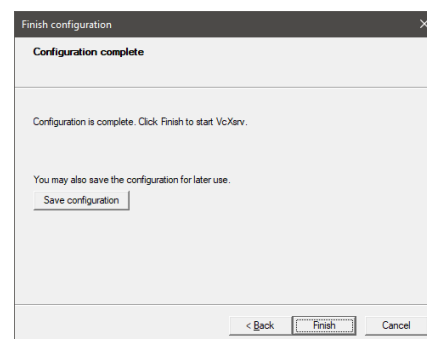 Finish configuration
Configuration complete
Configuration is complete. Click Finish to start VcXsrv.
You may also save the configuration for later use.
Save configuration
< Back Finish Cancel